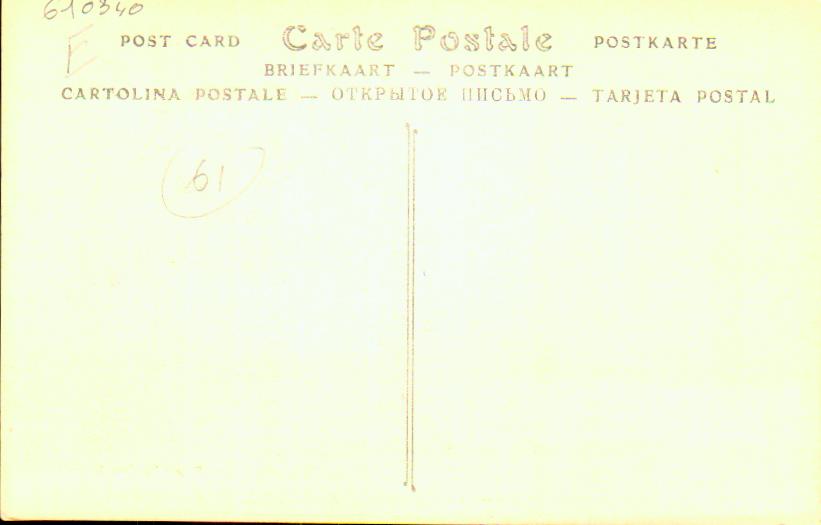 610340
E
POST CARD Carte Postale POSTKARTE
BRIEFKAART — POSTKAART
CARTOLINA POSTALE — ОТКРЫТОЕ ПИСЬМО — TARJETA POSTAL
61